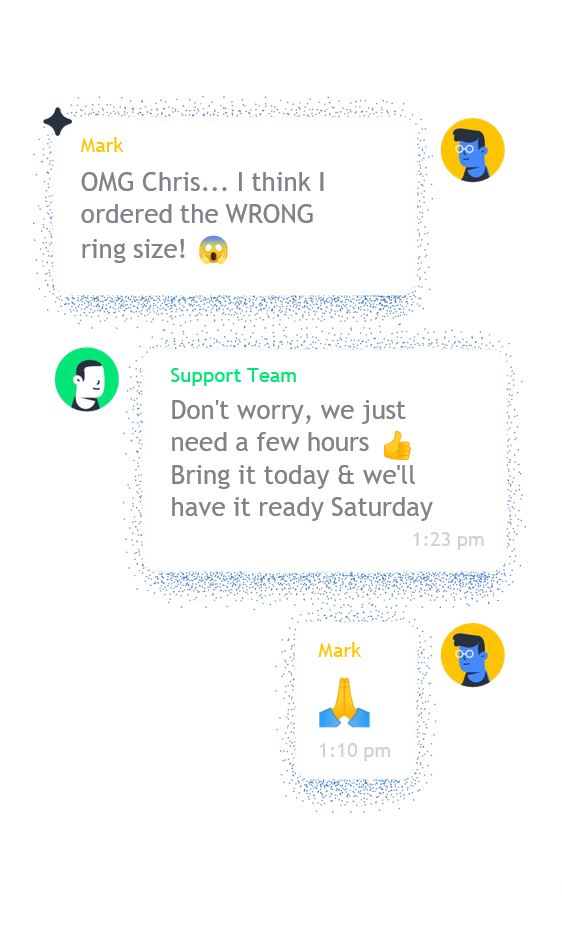 Mark
OMG Chris... I think I
ordered the WRONG
ring size! 😱
Support Team
Don't worry, we just
need a few hours 👍
Bring it today & we'll
have it ready Saturday
1:23 pm
Mark
🙏
1:10 pm